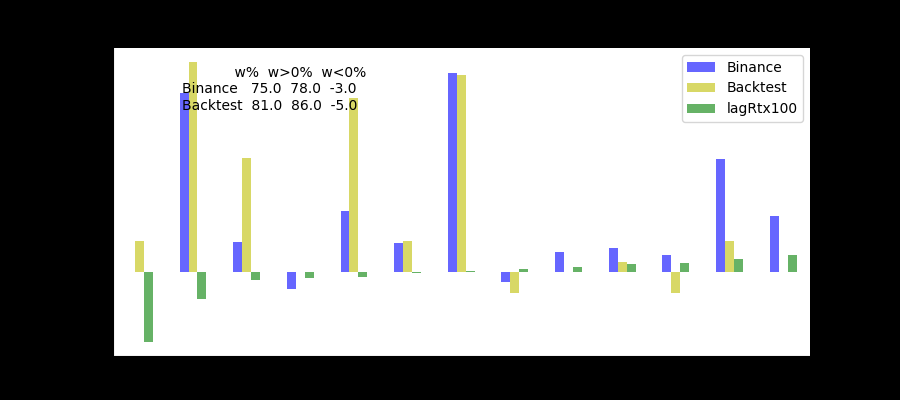 w% w>0% w<0%
Binance 75.0 78.0 -3.0
Backtest 81.0 86.0 -5.0
Binance
Backtest
lagRtx100